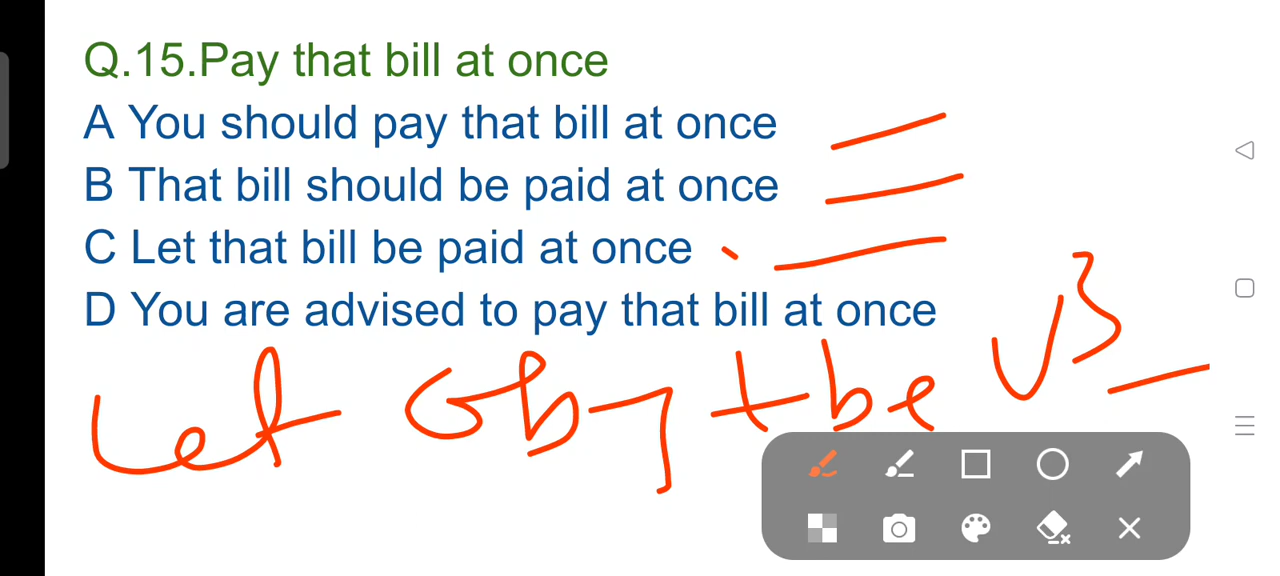 Q.15.Pay that bill at once
A You should pay that bill at once
B That bill should be paid at once
C Let that bill be paid at once
D You are advised to pay that bill at once
Let obj + be V3